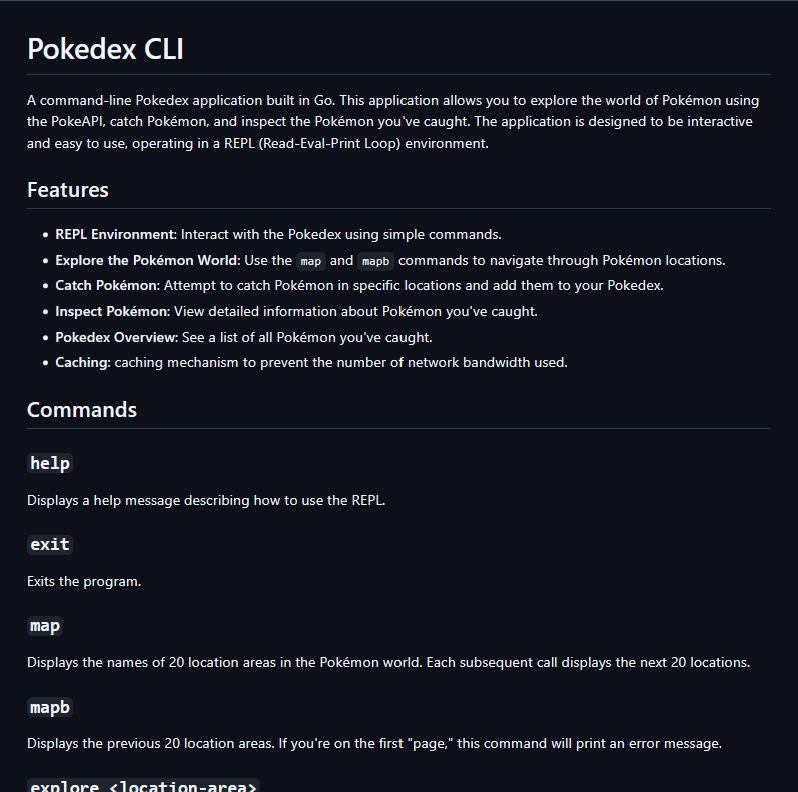 Pokedex CLI
A command-line Pokedex application built in Go. This application allows you to explore the world of Pokémon using
the PokeAPI, catch Pokémon, and inspect the Pokémon you've caught. The application is designed to be interactive
and easy to use, operating in a REPL (Read-Eval-Print Loop) environment.
Features
• REPL Environment: Interact with the Pokedex using simple commands.
• Explore the Pokémon World: Use the map and mapb commands to navigate through Pokémon locations.
• Catch Pokémon: Attempt to catch Pokémon in specific locations and add them to your Pokedex.
• Inspect Pokémon: View detailed information about Pokémon you've caught.
• Pokedex Overview: See a list of all Pokémon you've caught.
• Caching: caching mechanism to prevent the number of network bandwidth used.
Commands
help
Displays a help message describing how to use the REPL.
exit
Exits the program.
map
Displays the names of 20 location areas in the Pokémon world. Each subsequent call displays the next 20 locations.
mapb
Displays the previous 20 location areas. If you're on the first "page," this command will print an error message.
explore <location-area>